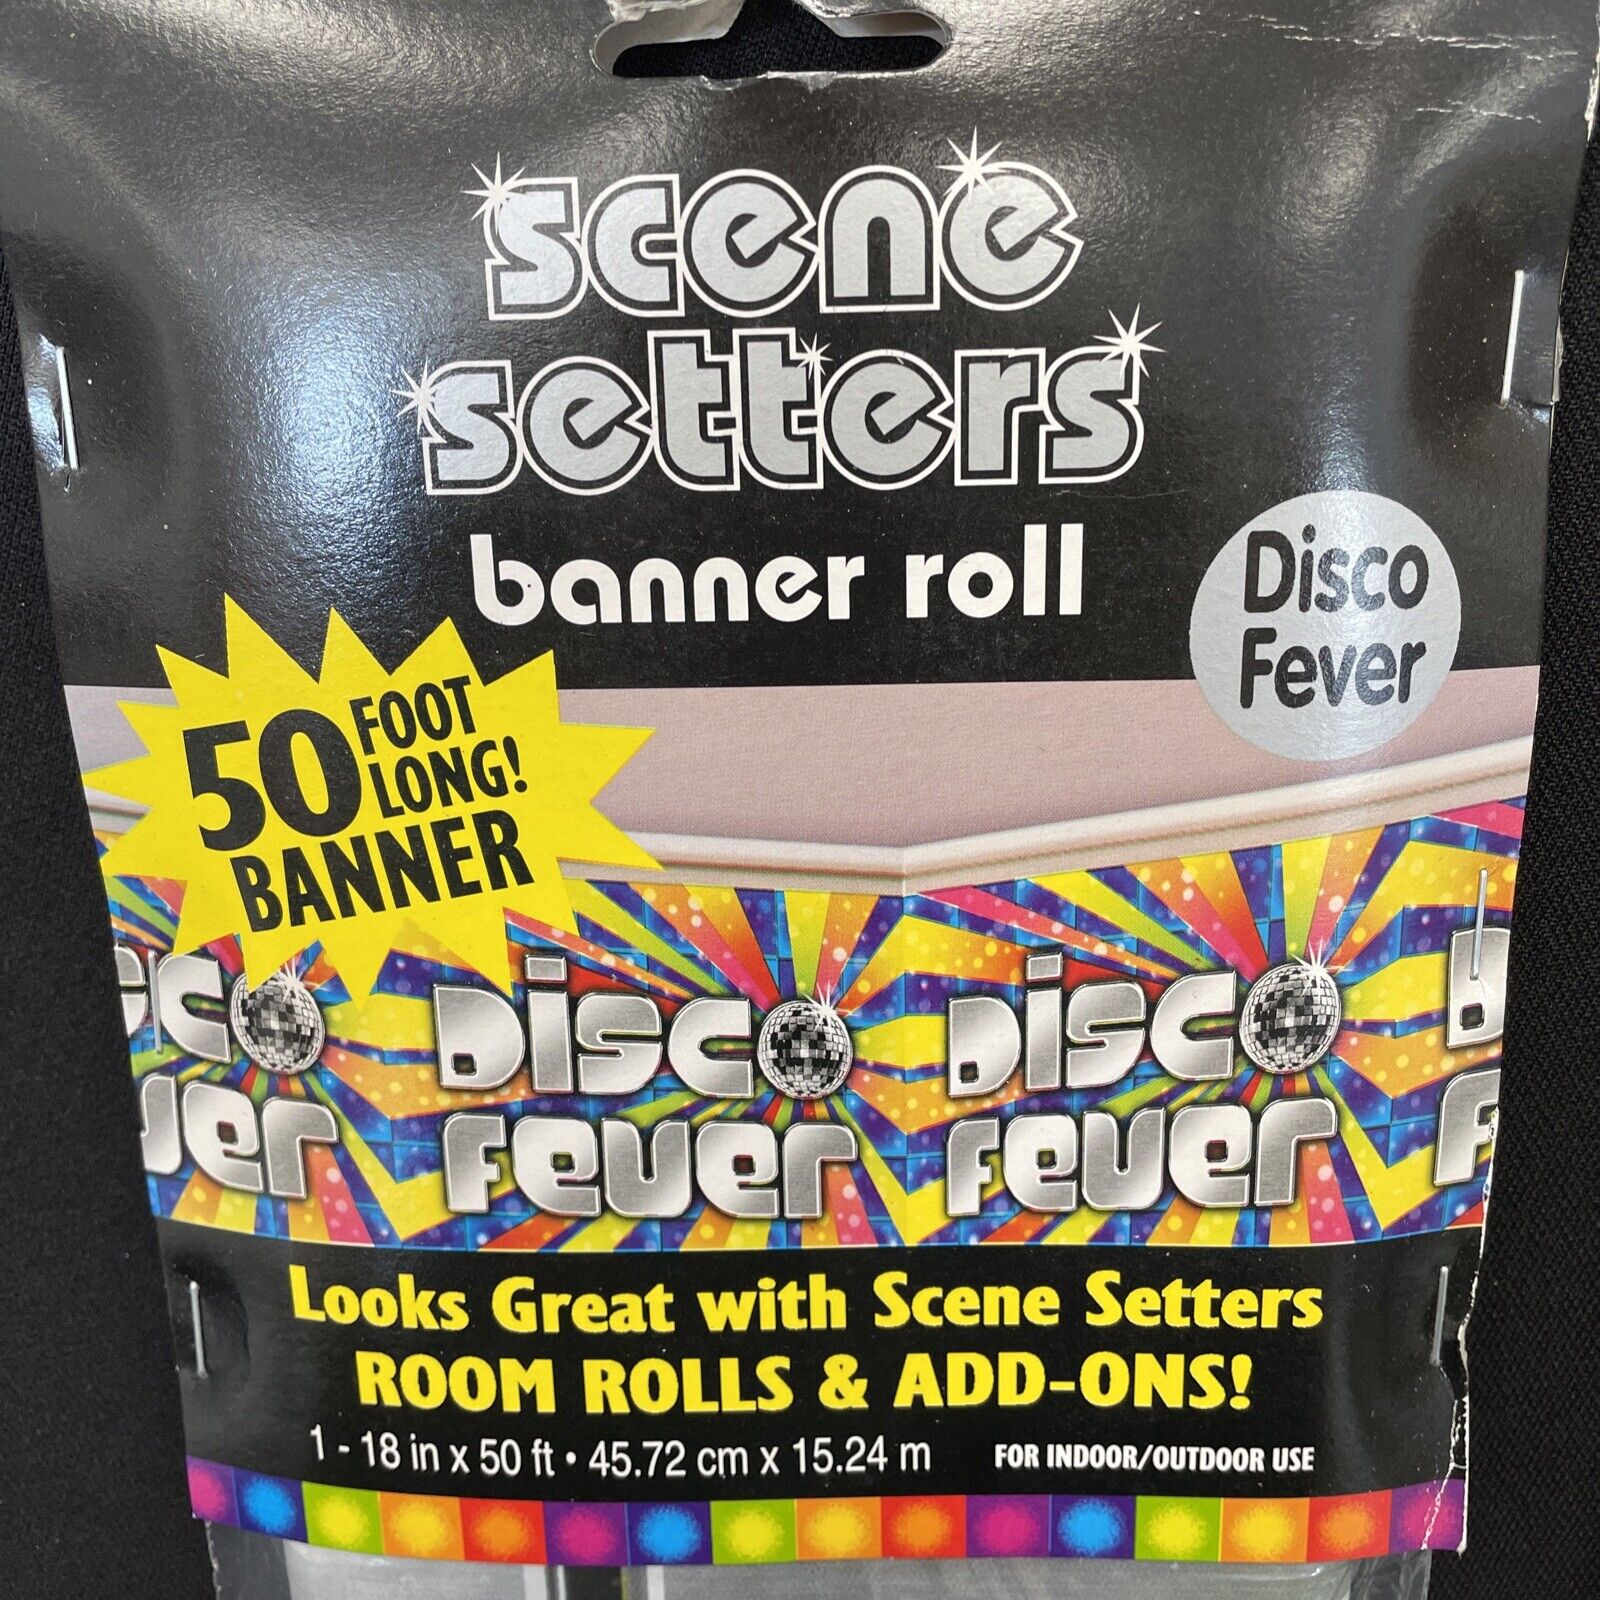 scene
setters
banner roll
Disco
Fever
50 FOOT
LONG!
BANNER
Disco
Fever
Disco
Fever
Looks Great with Scene Setters
ROOM ROLLS & ADD-ONS!
1 - 18 in x 50 ft • 45.72 cm x 15.24 m FOR INDOOR/OUTDOOR USE